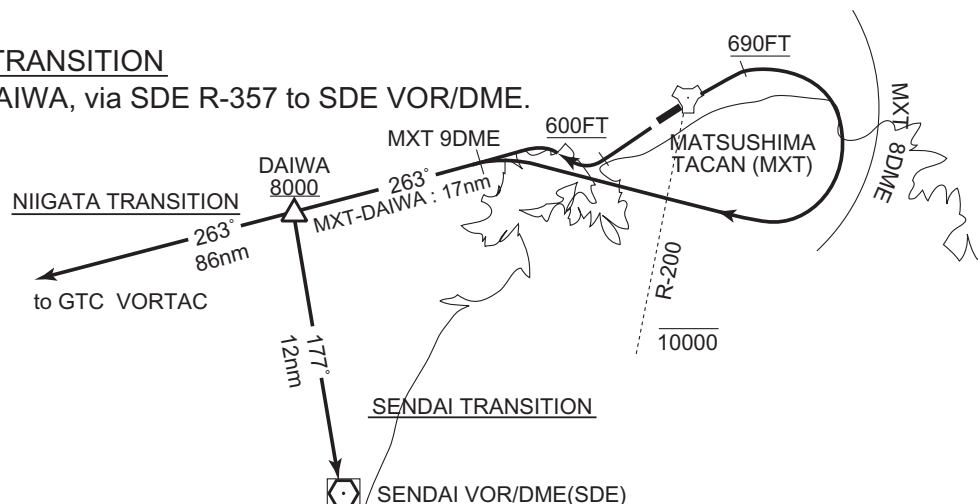 TRANSITION
AIWA, via SDE R-357 to SDE VOR/DME.
690FT
600FT
MXT 9DME
MATSUSHIMA
TACAN (MXT)
MXT 8DME
DAIWA
8000
263°
MXT-DAIWA : 17nm
NIIGATA TRANSITION
263°
86nm
to GTC VORTAC
R-200
10000
177°
12nm
SENDAI TRANSITION
SENDAI VOR/DME(SDE)